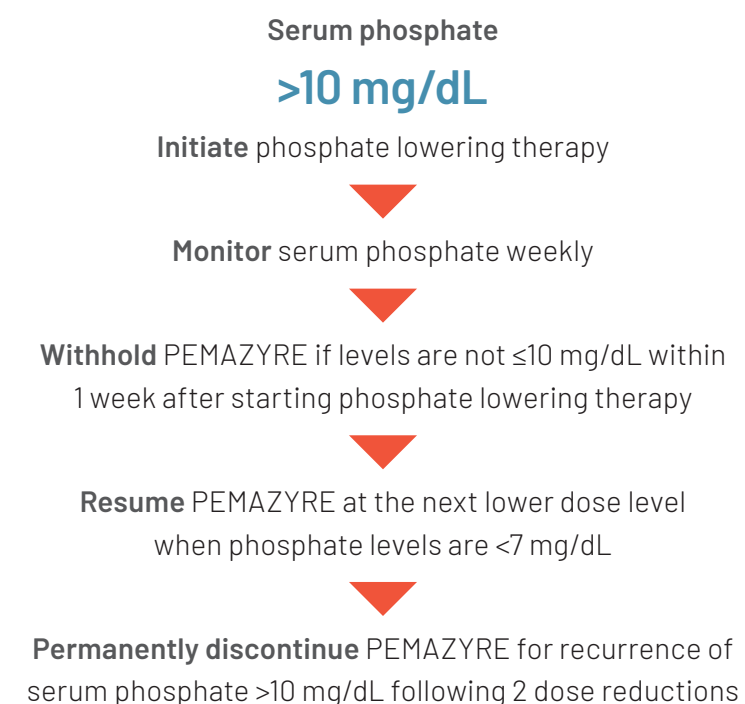 Serum phosphate
>10 mg/dL
Initiate phosphate lowering therapy
Monitor serum phosphate weekly
Withhold PEMAZYRE if levels are not ≤10 mg/dL within
1 week after starting phosphate lowering therapy
Resume PEMAZYRE at the next lower dose level
when phosphate levels are <7 mg/dL
Permanently discontinue PEMAZYRE for recurrence of
serum phosphate >10 mg/dL following 2 dose reductions